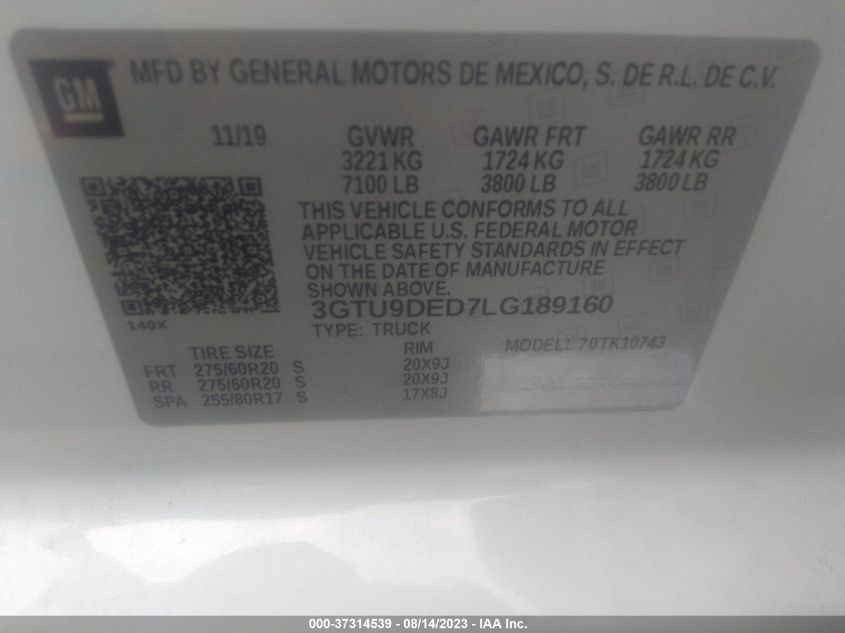 GM
MFD BY GENERAL MOTORS DE MEXICO, S. DE R.L. DE C.V.
11/19 GVWR GAWR FRT GAWR RR
3221 KG 1724 KG 1724 KG
7100 LB 3800 LB 3800 LB
THIS VEHICLE CONFORMS TO ALL
APPLICABLE U.S. FEDERAL MOTOR
VEHICLE SAFETY STANDARDS IN EFFECT
ON THE DATE OF MANUFACTURE
SHOWN ABOVE.
3GTU9DED7LG189160
140X TYPE: TRUCK
TIRE SIZE RIM MODEL: 70TK10743
FRT 275/60R20 S 20X9J
RR 275/60R20 S 20X9J
SPA 255/80R17 S 17X8J
000-37314539 - 08/14/2023 - IAA Inc.